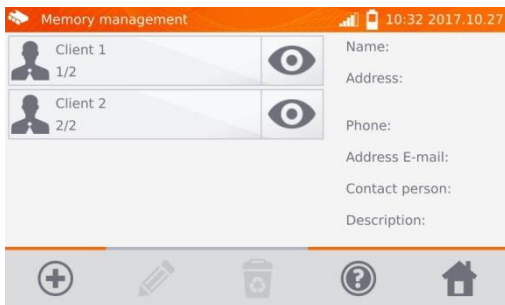 Memory management
10:32 2017.10.27
Client 1
1/2
Client 2
2/2
Name:
Address:
Phone:
Address E-mail:
Contact person:
Description: